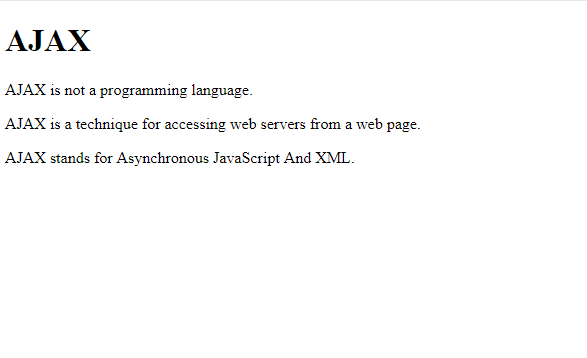 AJAX
AJAX is not a programming language.
AJAX is a technique for accessing web servers from a web page.
AJAX stands for Asynchronous JavaScript And XML.